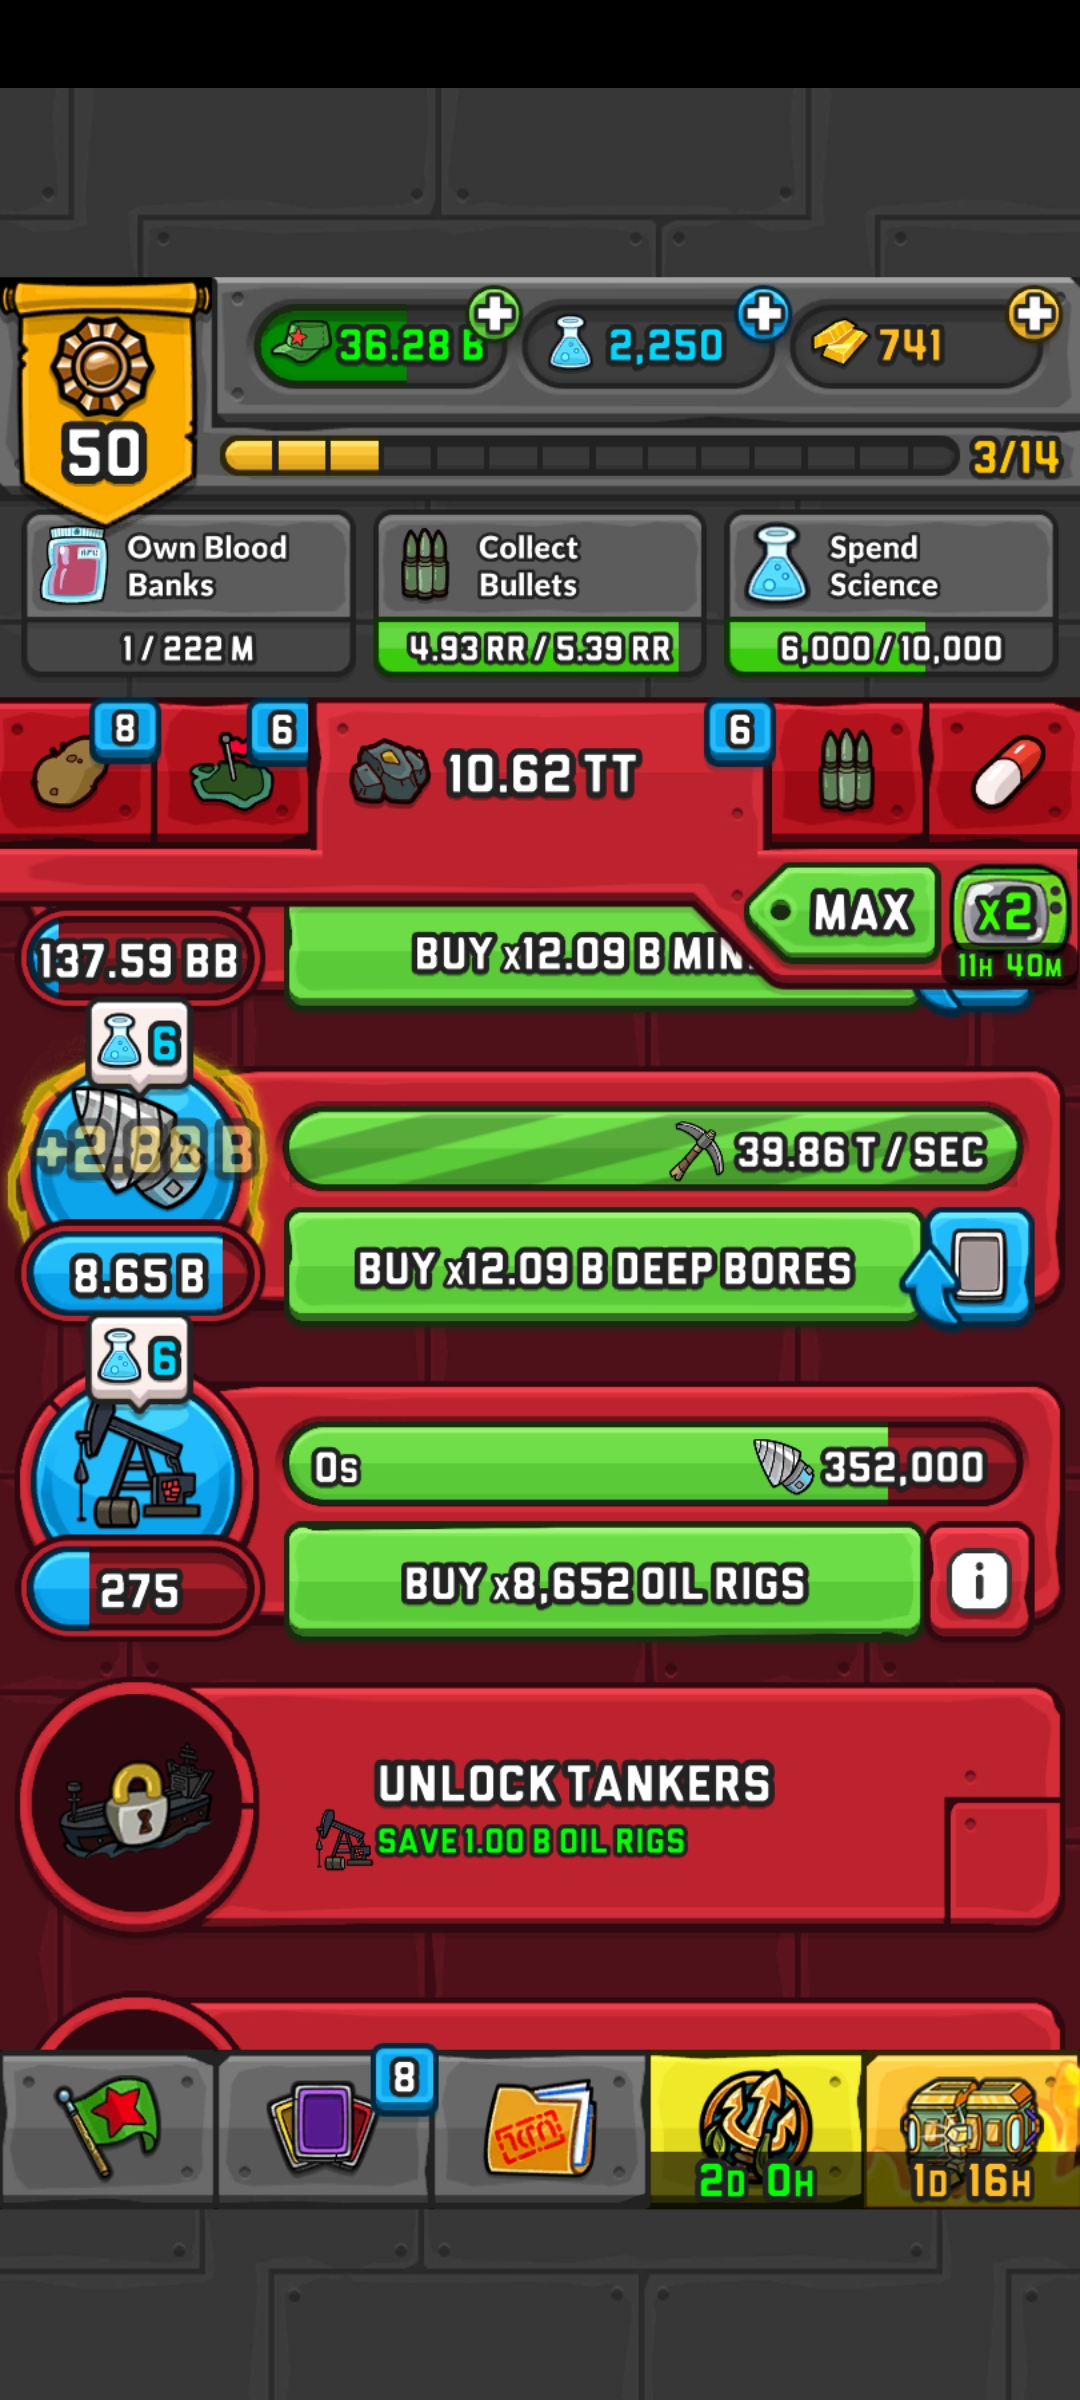 36.28 B
2,250
741
50
3/14
Own Blood
Banks
1 / 222 M
Collect
Bullets
4.93 RR / 5.39 RR
Spend
Science
6,000 / 10,000
8
6
10.62 TT
6
MAX
x2
11H 40M
137.59 BB
BUY x12.09 B
6
+2.88 B
39.86 T / SEC
8.65 B
BUY x12.09 B DEEP BORES
6
0s
352,000
275
BUY x8,652 OIL RIGS
i
UNLOCK TANKERS
SAVE 1.00 B OIL RIGS
8
2D 0H
1D 16H